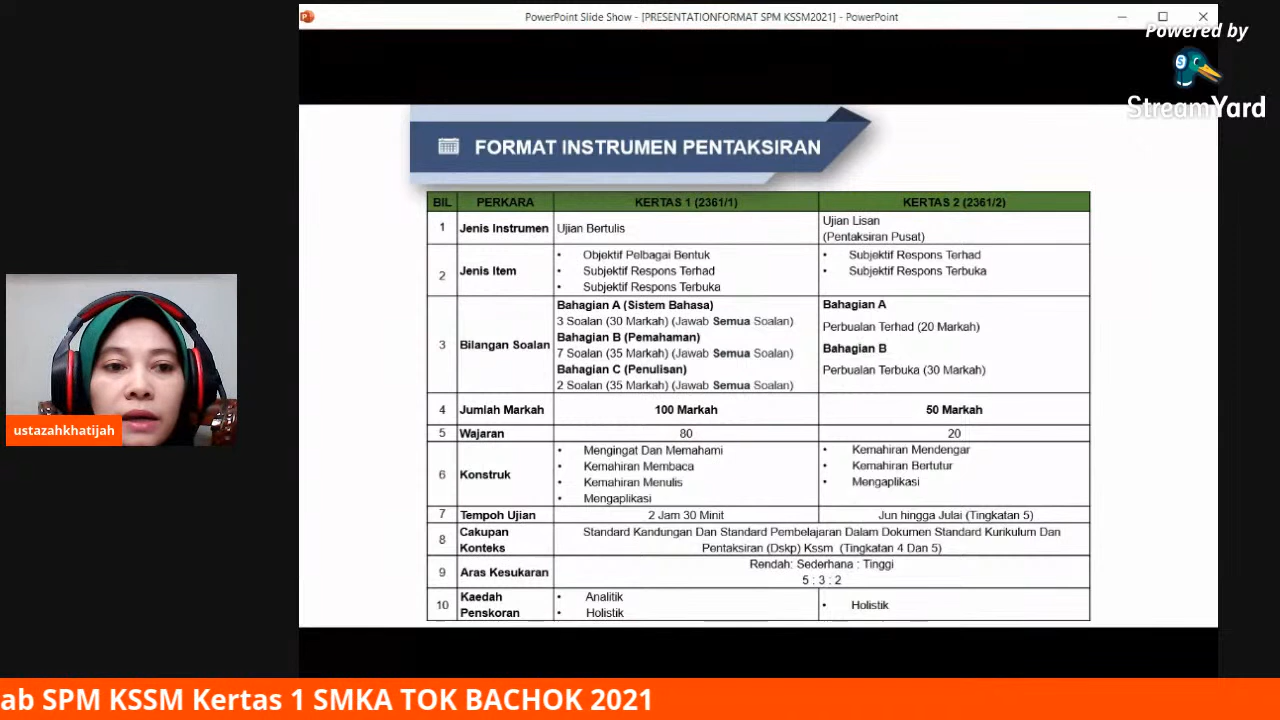 PowerPoint Slide Show - [PRESENTATIONFORMAT SPM KSSM2021] - PowerPoint
Powered by
StreamYard
FORMAT INSTRUMEN PENTAKSIRAN
BIL PERKARA KERTAS 1 (2361/1) KERTAS 2 (2361/2)
1 Jenis Instrumen Ujian Bertulis Ujian Lisan
(Pentaksiran Pusat)
2 Jenis Item
• Objektif Pelbagai Bentuk
• Subjektif Respons Terhad
• Subjektif Respons Terbuka
• Subjektif Respons Terhad
• Subjektif Respons Terbuka
3 Bilangan Soalan
Bahagian A (Sistem Bahasa)
3 Soalan (30 Markah) (Jawab Semua Soalan)
Bahagian B (Pemahaman)
7 Soalan (35 Markah) (Jawab Semua Soalan)
Bahagian C (Penulisan)
2 Soalan (35 Markah) (Jawab Semua Soalan)
Bahagian A
Perbualan Terhad (20 Markah)
Bahagian B
Perbualan Terbuka (30 Markah)
4 Jumlah Markah 100 Markah 50 Markah
5 Wajaran 80 20
6 Konstruk
• Mengingat Dan Memahami
• Kemahiran Membaca
• Kemahiran Menulis
• Mengaplikasi
• Kemahiran Mendengar
• Kemahiran Bertutur
• Mengaplikasi
7 Tempoh Ujian 2 Jam 30 Minit Jun hingga Julai (Tingkatan 5)
8 Cakupan
Konteks
Standard Kandungan Dan Standard Pembelajaran Dalam Dokumen Standard Kurikulum Dan
Pentaksiran (Dskp) Kssm (Tingkatan 4 Dan 5)
9 Aras Kesukaran Rendah: Sederhana : Tinggi
5 : 3 : 2
10 Kaedah
Penskoran
• Analitik
• Holistik
• Holistik
ustazahkhatijah
ab SPM KSSM Kertas 1 SMKA TOK BACHOK 2021